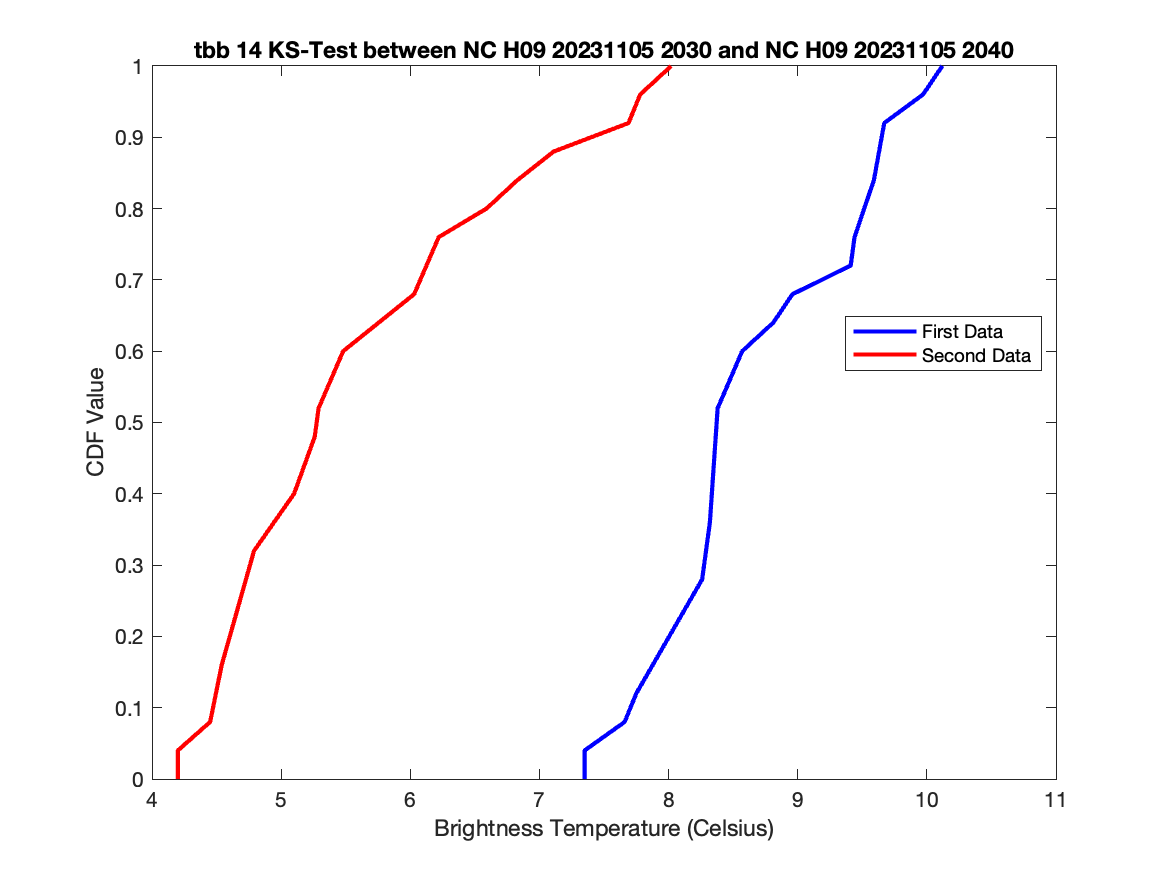 tbb 14 KS-Test between NC H09 20231105 2030 and NC H09 20231105 2040
1
0.9
0.8
0.7
0.6
0.5
0.4
0.3
0.2
0.1
0
CDF Value
First Data
Second Data
4 5 6 7 8 9 10 11
Brightness Temperature (Celsius)